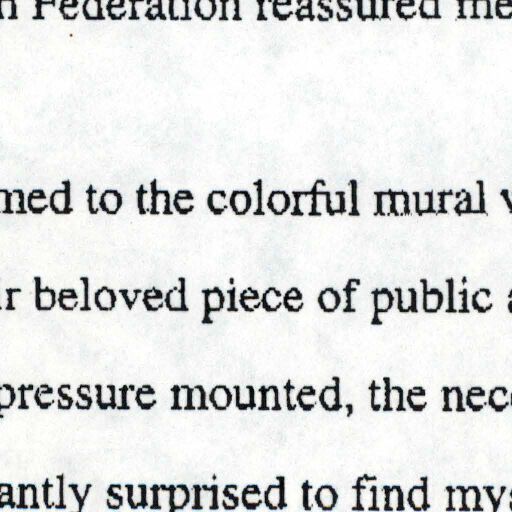 n Federation reassured me
med to the colorful mural v
ir beloved piece of public a
pressure mounted, the nece
antly surprised to find mys